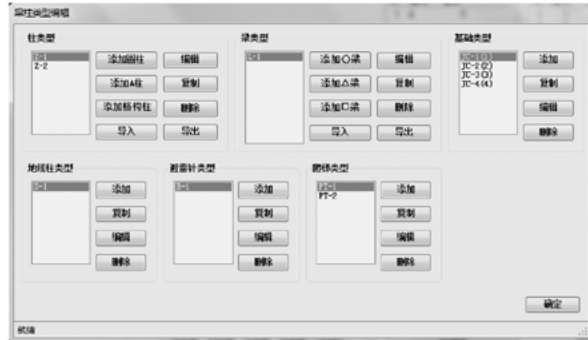 梁柱类型编辑
柱类型
Z-1
Z-2
添加圆柱
编辑
添加A柱
复制
添加格构柱
删除
导入
导出
梁类型
L-1
添加○梁
编辑
添加△梁
复制
添加口梁
删除
导入
导出
基础类型
JC-2(2)
JC-3(3)
JC-4(4)
添加
复制
编辑
删除
地线柱类型
添加
复制
编辑
删除
避雷针类型
添加
复制
编辑
删除
爬梯类型
PT-1
PT-2
添加
复制
编辑
删除
确定
就绪